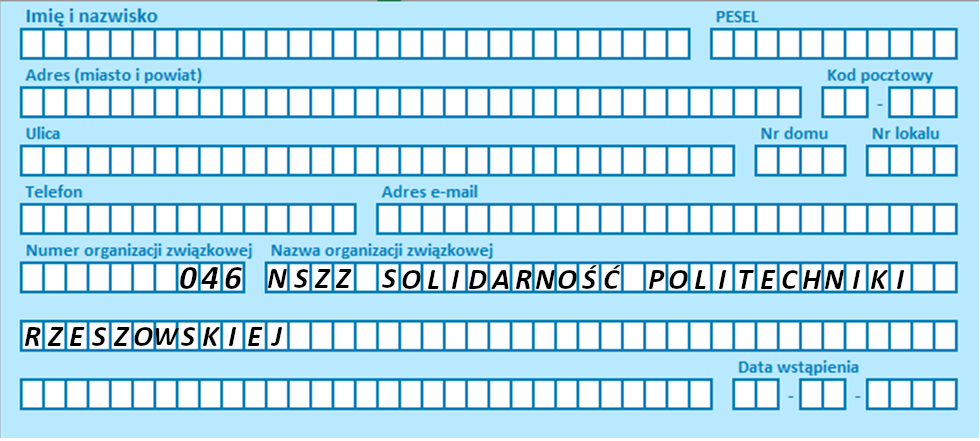 Imię i nazwisko PESEL
Adres (miasto i powiat) Kod pocztowy
- 
Ulica Nr domu Nr lokalu
Telefon Adres e-mail
Numer organizacji związkowej Nazwa organizacji związkowej
046 NSZZ SOLIDARNOŚĆ POLITECHNIKI
RZESZOWSKIEJ
Data wstąpienia
- -